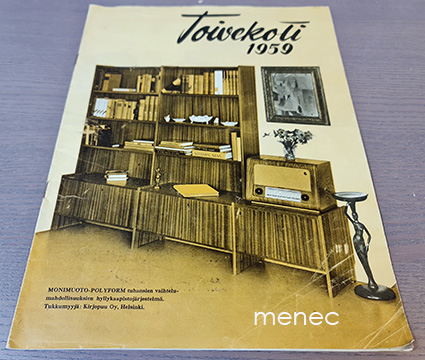 Toivekoti
1959
MONIMUOTO-POLYFORM tuhansien vaihtelu-
mahdollisuuksien hyllykaapistojärjestelmä.
Tukkumyyjä: Kirjopuu Oy, Helsinki.
menec